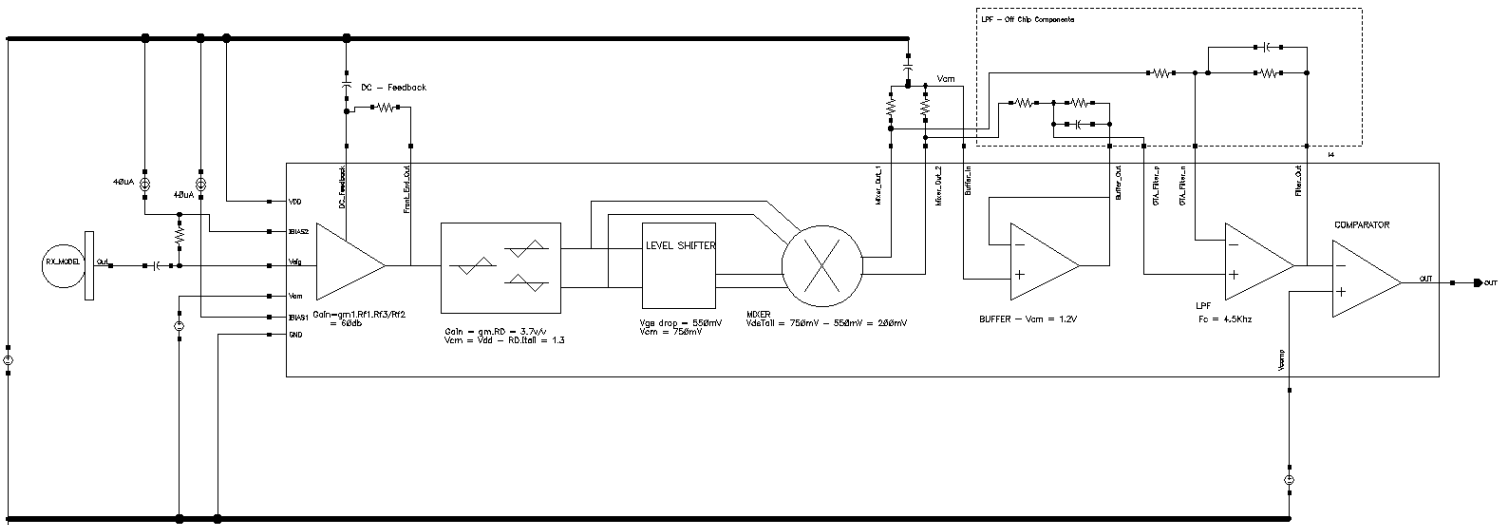 LPF - Off Chip Components
DC - Feedback
Vcm
I4
40uA
40uA
DC_Feedback
Front_End_Out
Mixer_Out_1
Mixer_Out_2
Buffer_In
Buffer_Out
OTA_Filter_p
OTA_Filter_n
Filter_Out
VDD
IBIAS2
Vsig
Vcm
IBIAS1
GND
RX_MODEL
Out
LEVEL SHIFTER
COMPARATOR
OUT
OUT
Gain=gm1.Rf1.Rf3/Rf2
= 60db
Gain = gm.RD = 3.7v/v
Vcm = Vdd - RD.Itail = 1.3
Vgs drop = 550mV
Vcm = 750mV
MIXER
VdsTail = 750mV - 550mV = 200mV
BUFFER - Vcm = 1.2V
LPF
Fc = 4.5Khz
Vcomp